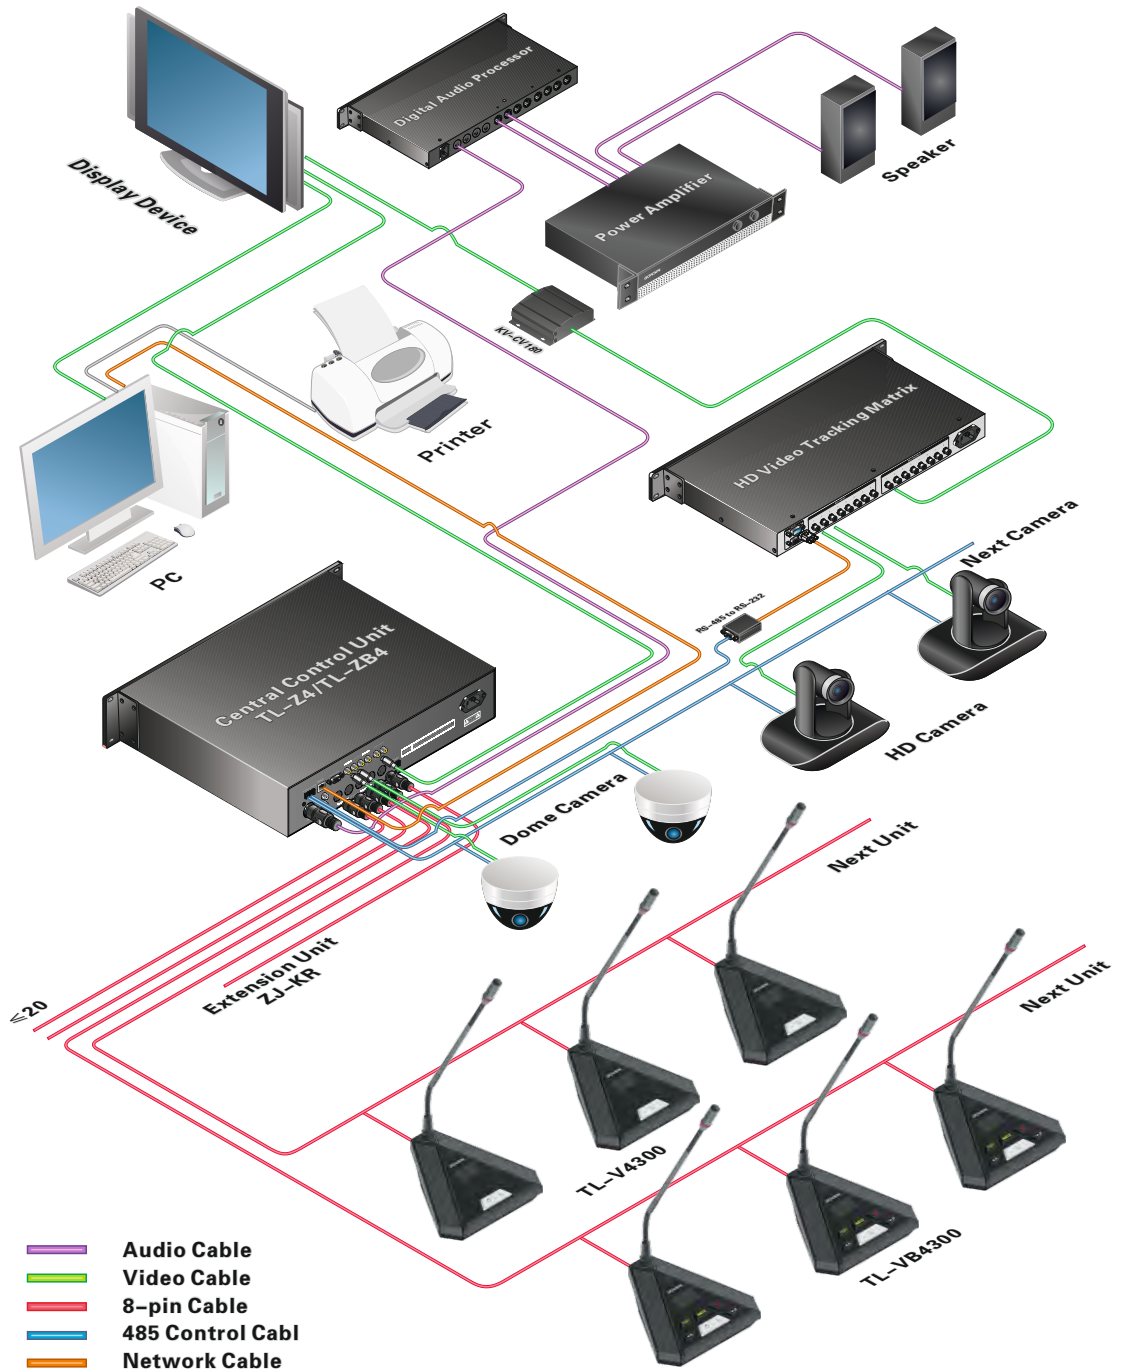 Digital Audio Processor
Display Device
Speaker
Power Amplifier
KV-CV180
Printer
HD Video Tracking Matrix
PC
Next Camera
RS-485 to RS-232
Central Control Unit
TL-Z4/TL-ZB4
HD Camera
Dome Camera
Next Unit
Extension Unit
ZJ-KR
Next Unit
≤20
TL-V4300
TL-VB4300
Audio Cable
Video Cable
8-pin Cable
485 Control Cabl
Network Cable